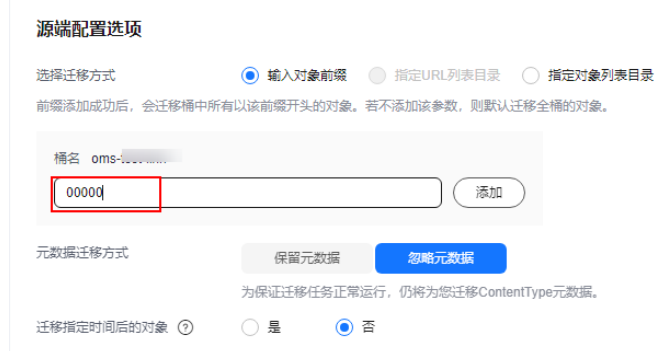 源端配置选项
选择迁移方式 输入对象前缀 指定URL列表目录 指定对象列表目录
前缀添加成功后，会迁移桶中所有以该前缀开头的对象。若不添加该参数，则默认迁移全桶的对象。
桶名 oms-
00000 添加
元数据迁移方式 保留元数据 忽略元数据
为保证迁移任务正常运行，仍将为您迁移ContentType元数据。
迁移指定时间后的对象 ? 是 否